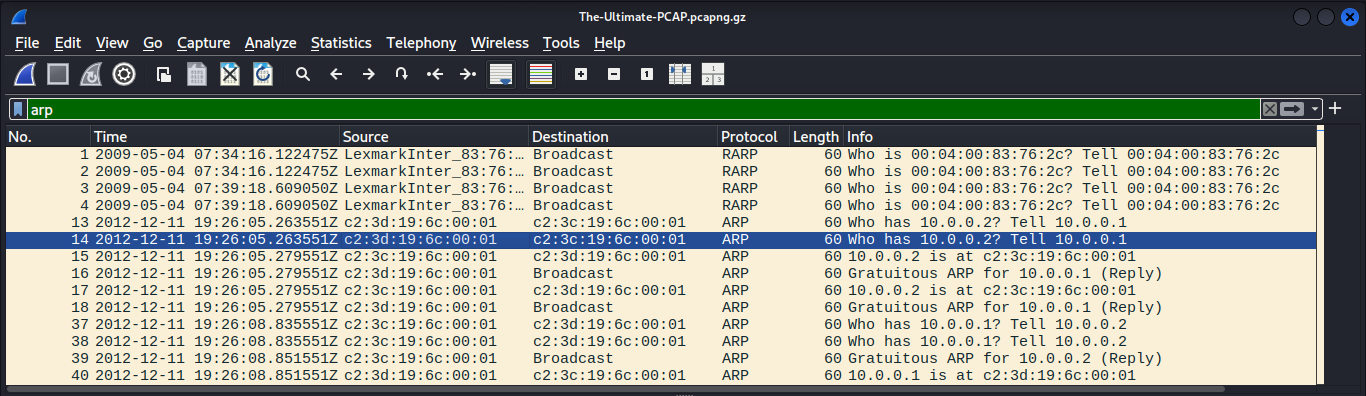 The-Ultimate-PCAP.pcapng.gz
File Edit View Go Capture Analyze Statistics Telephony Wireless Tools Help
arp
No. Time Source Destination Protocol Length Info
1 2009-05-04 07:34:16.122475Z LexmarkInter_83:76:… Broadcast RARP 60 Who is 00:04:00:83:76:2c? Tell 00:04:00:83:76:2c
2 2009-05-04 07:34:16.122475Z LexmarkInter_83:76:… Broadcast RARP 60 Who is 00:04:00:83:76:2c? Tell 00:04:00:83:76:2c
3 2009-05-04 07:39:18.609050Z LexmarkInter_83:76:… Broadcast RARP 60 Who is 00:04:00:83:76:2c? Tell 00:04:00:83:76:2c
4 2009-05-04 07:39:18.609050Z LexmarkInter_83:76:… Broadcast RARP 60 Who is 00:04:00:83:76:2c? Tell 00:04:00:83:76:2c
13 2012-12-11 19:26:05.263551Z c2:3d:19:6c:00:01 c2:3c:19:6c:00:01 ARP 60 Who has 10.0.0.2? Tell 10.0.0.1
14 2012-12-11 19:26:05.263551Z c2:3d:19:6c:00:01 c2:3c:19:6c:00:01 ARP 60 Who has 10.0.0.2? Tell 10.0.0.1
15 2012-12-11 19:26:05.279551Z c2:3c:19:6c:00:01 c2:3d:19:6c:00:01 ARP 60 10.0.0.2 is at c2:3c:19:6c:00:01
16 2012-12-11 19:26:05.279551Z c2:3d:19:6c:00:01 Broadcast ARP 60 Gratuitous ARP for 10.0.0.1 (Reply)
17 2012-12-11 19:26:05.279551Z c2:3c:19:6c:00:01 c2:3d:19:6c:00:01 ARP 60 10.0.0.2 is at c2:3c:19:6c:00:01
18 2012-12-11 19:26:05.279551Z c2:3d:19:6c:00:01 Broadcast ARP 60 Gratuitous ARP for 10.0.0.1 (Reply)
37 2012-12-11 19:26:08.835551Z c2:3c:19:6c:00:01 c2:3d:19:6c:00:01 ARP 60 Who has 10.0.0.1? Tell 10.0.0.2
38 2012-12-11 19:26:08.835551Z c2:3c:19:6c:00:01 c2:3d:19:6c:00:01 ARP 60 Who has 10.0.0.1? Tell 10.0.0.2
39 2012-12-11 19:26:08.851551Z c2:3c:19:6c:00:01 Broadcast ARP 60 Gratuitous ARP for 10.0.0.2 (Reply)
40 2012-12-11 19:26:08.851551Z c2:3d:19:6c:00:01 c2:3c:19:6c:00:01 ARP 60 10.0.0.1 is at c2:3d:19:6c:00:01